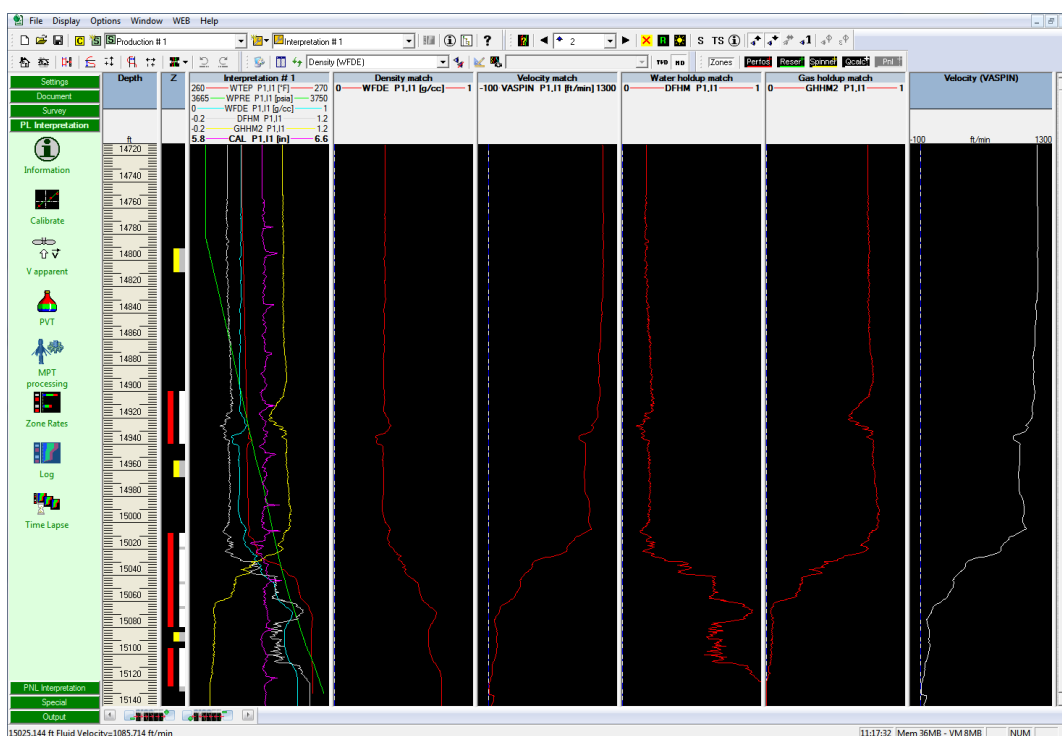 File Display Options Window WEB Help
Production #1 Interpretation #1 2 S TS
Density (WFDE) TVD MD Zones Perfos Reser Spinner Qcalc Pnl
Settings
Document
Survey
PL Interpretation
Information
Calibrate
V apparent
PVT
MPT
processing
Zone Rates
Log
Time Lapse
PNL Interpretation
Special
Output
Depth
ft
14720
14740
14760
14780
14800
14820
14840
14860
14880
14900
14920
14940
14960
14980
15000
15020
15040
15060
15080
15100
15120
15140
Z
Interpretation # 1
260 WTEP P1,I1 [°F] 270
3665 WPRE P1,I1 [psia] 3750
0 WFDE P1,I1 [g/cc] 1
-0.2 DFHM P1,I1 1.2
-0.2 GHHM2 P1,I1 1.2
5.8 CAL P1,I1 [in] 6.6
Density match
0 WFDE P1,I1 [g/cc] 1
Velocity match
-100 VASPIN P1,I1 [ft/min] 1300
Water holdup match
0 DFHM P1,I1 1
Gas holdup match
0 GHHM2 P1,I1 1
Velocity (VASPIN)
-100 ft/min 1300
15025.144 ft Fluid Velocity=1085.714 ft/min 11:17:32 Mem 36MB - VM 8MB NUM